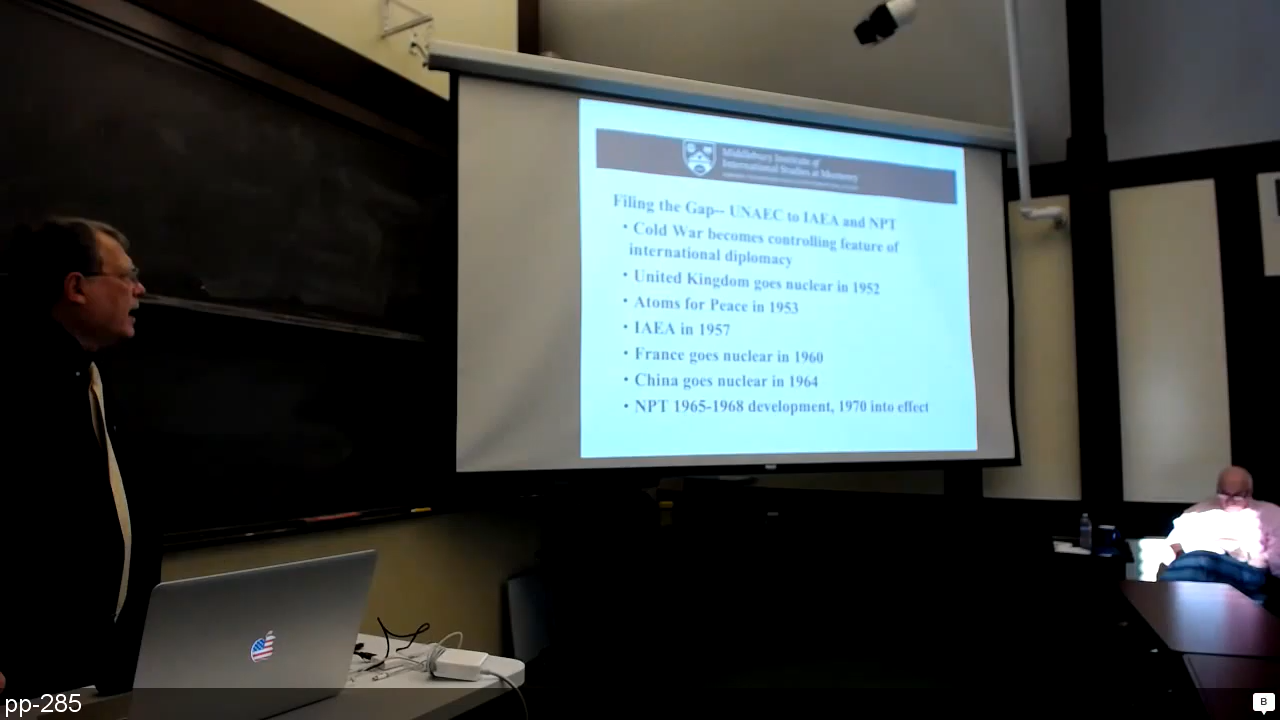 Middlebury Institute of
International Studies at Monterey
Filing the Gap-- UNAEC to IAEA and NPT
• Cold War becomes controlling feature of
international diplomacy
• United Kingdom goes nuclear in 1952
• Atoms for Peace in 1953
• IAEA in 1957
• France goes nuclear in 1960
• China goes nuclear in 1964
• NPT 1965-1968 development, 1970 into effect
pp-285
B